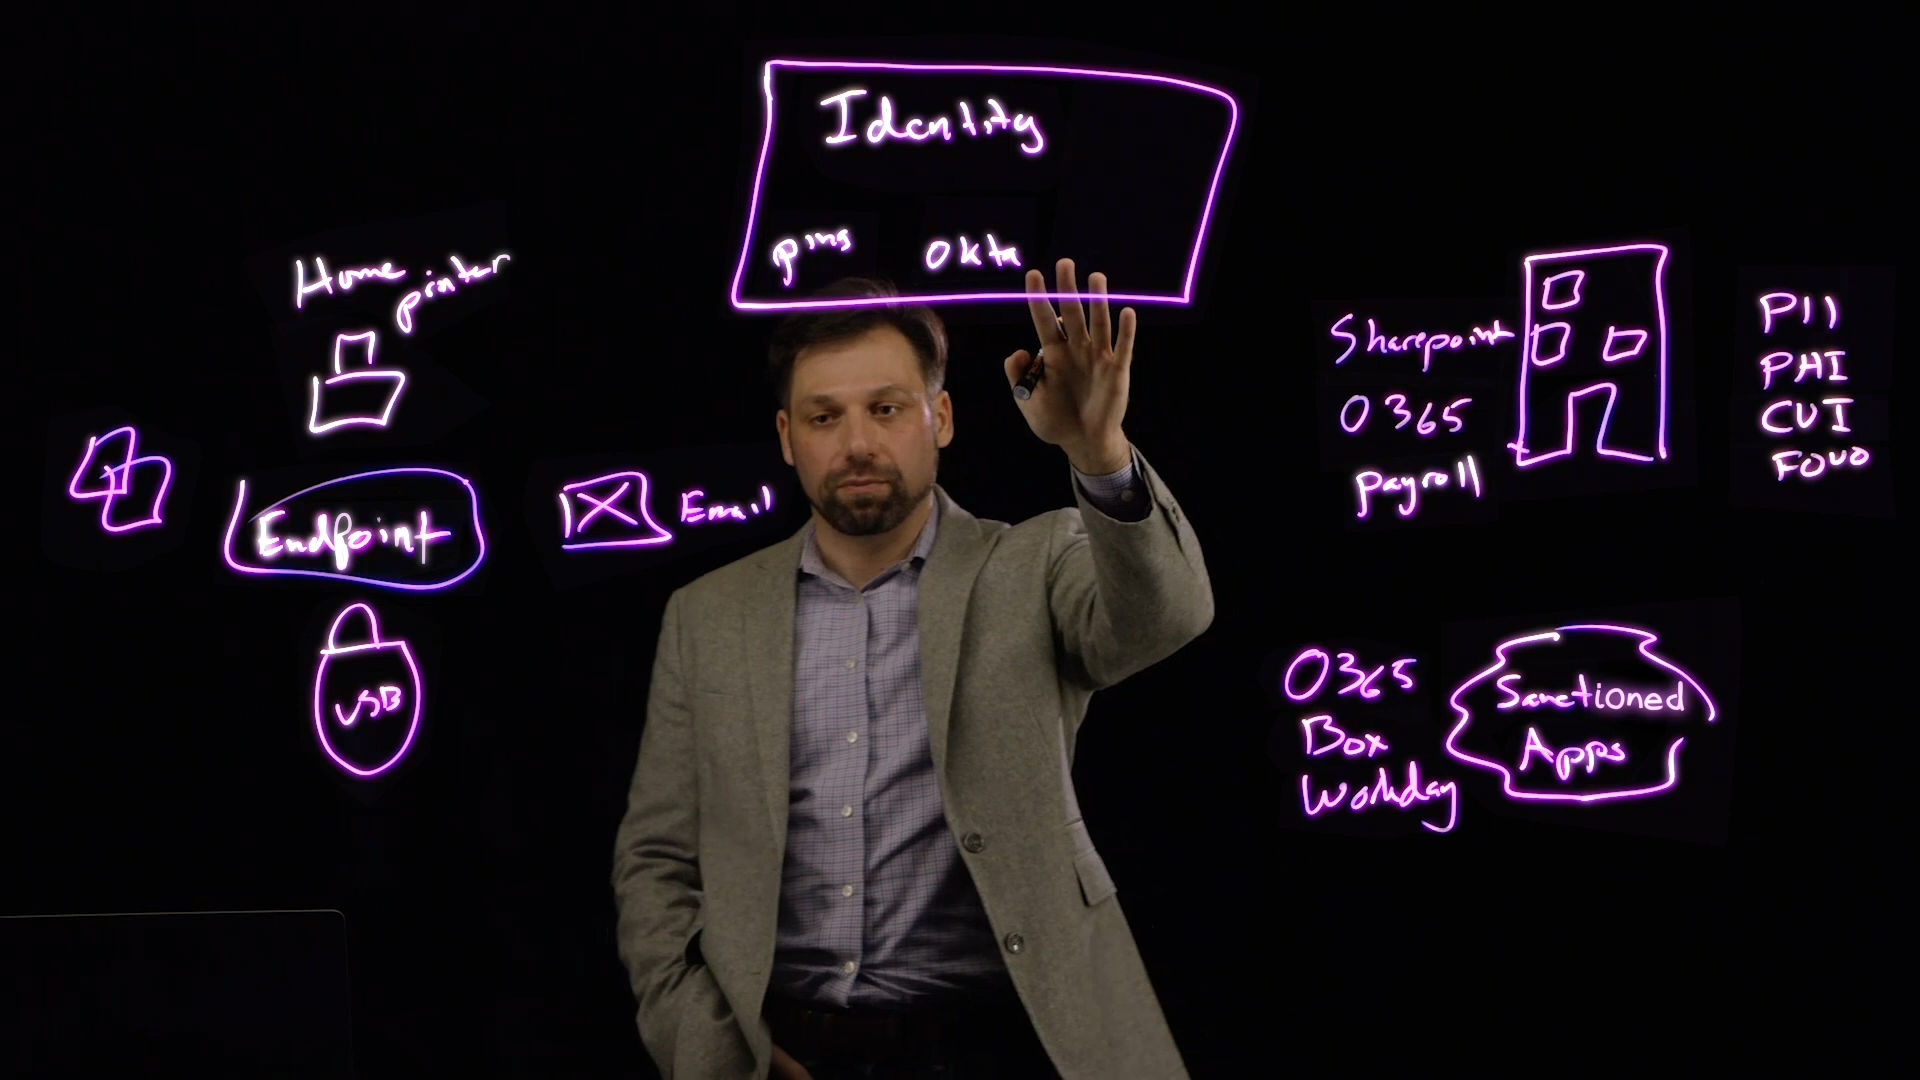 Identity
ping okta
Home
printer
Endpoint
USB
Email
Sharepoint
O365
payroll
PII
PHI
CUI
FOUO
O365
Box
Workday
Sanctioned
Apps